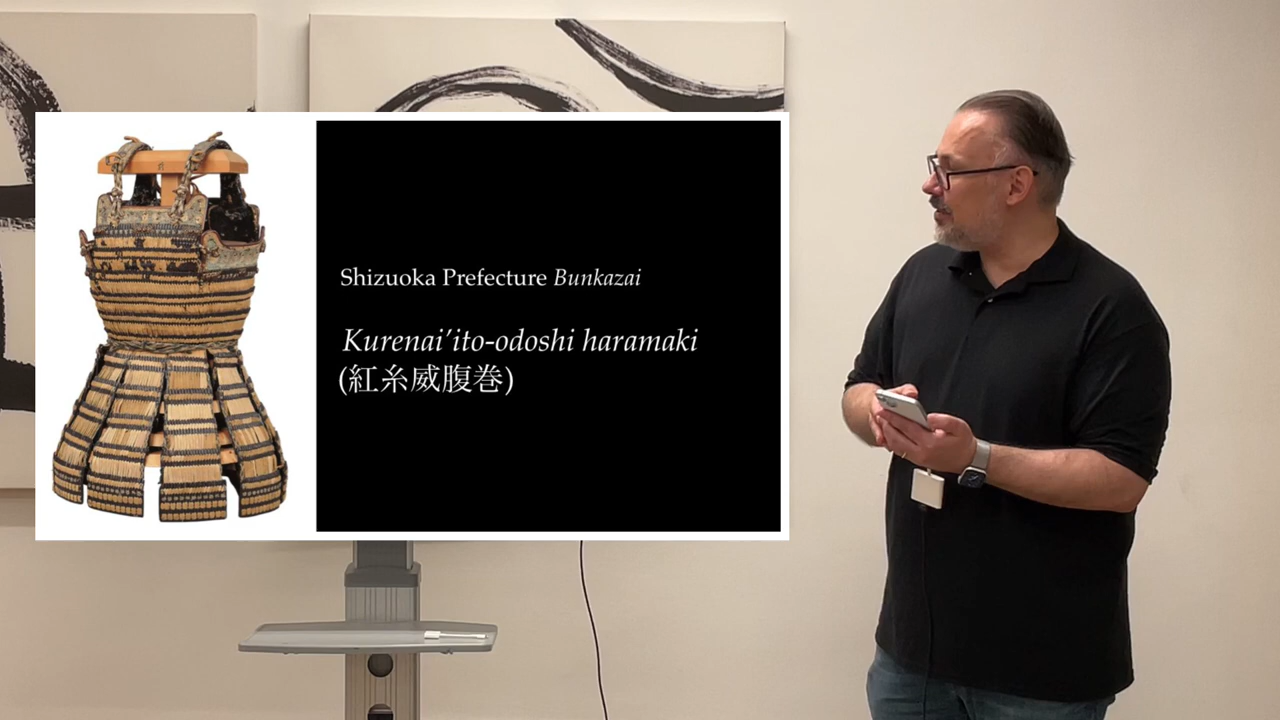 Shizuoka Prefecture Bunkazai
Kurenai’ito-odoshi haramaki
(紅糸威腹巻)